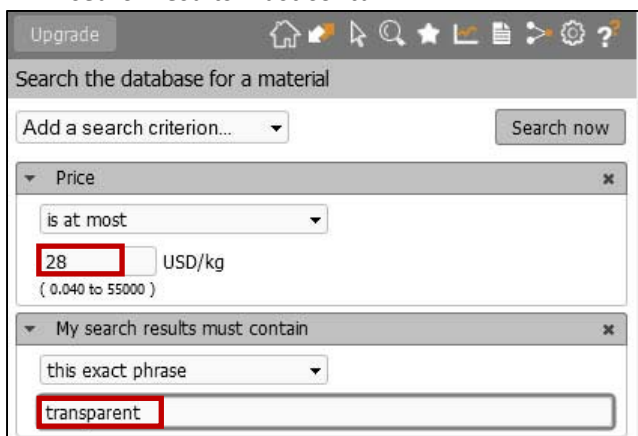 Upgrade
?
Search the database for a material
Add a search criterion...
Search now
Price
is at most
28 USD/kg
( 0.040 to 55000 )
My search results must contain
this exact phrase
transparent